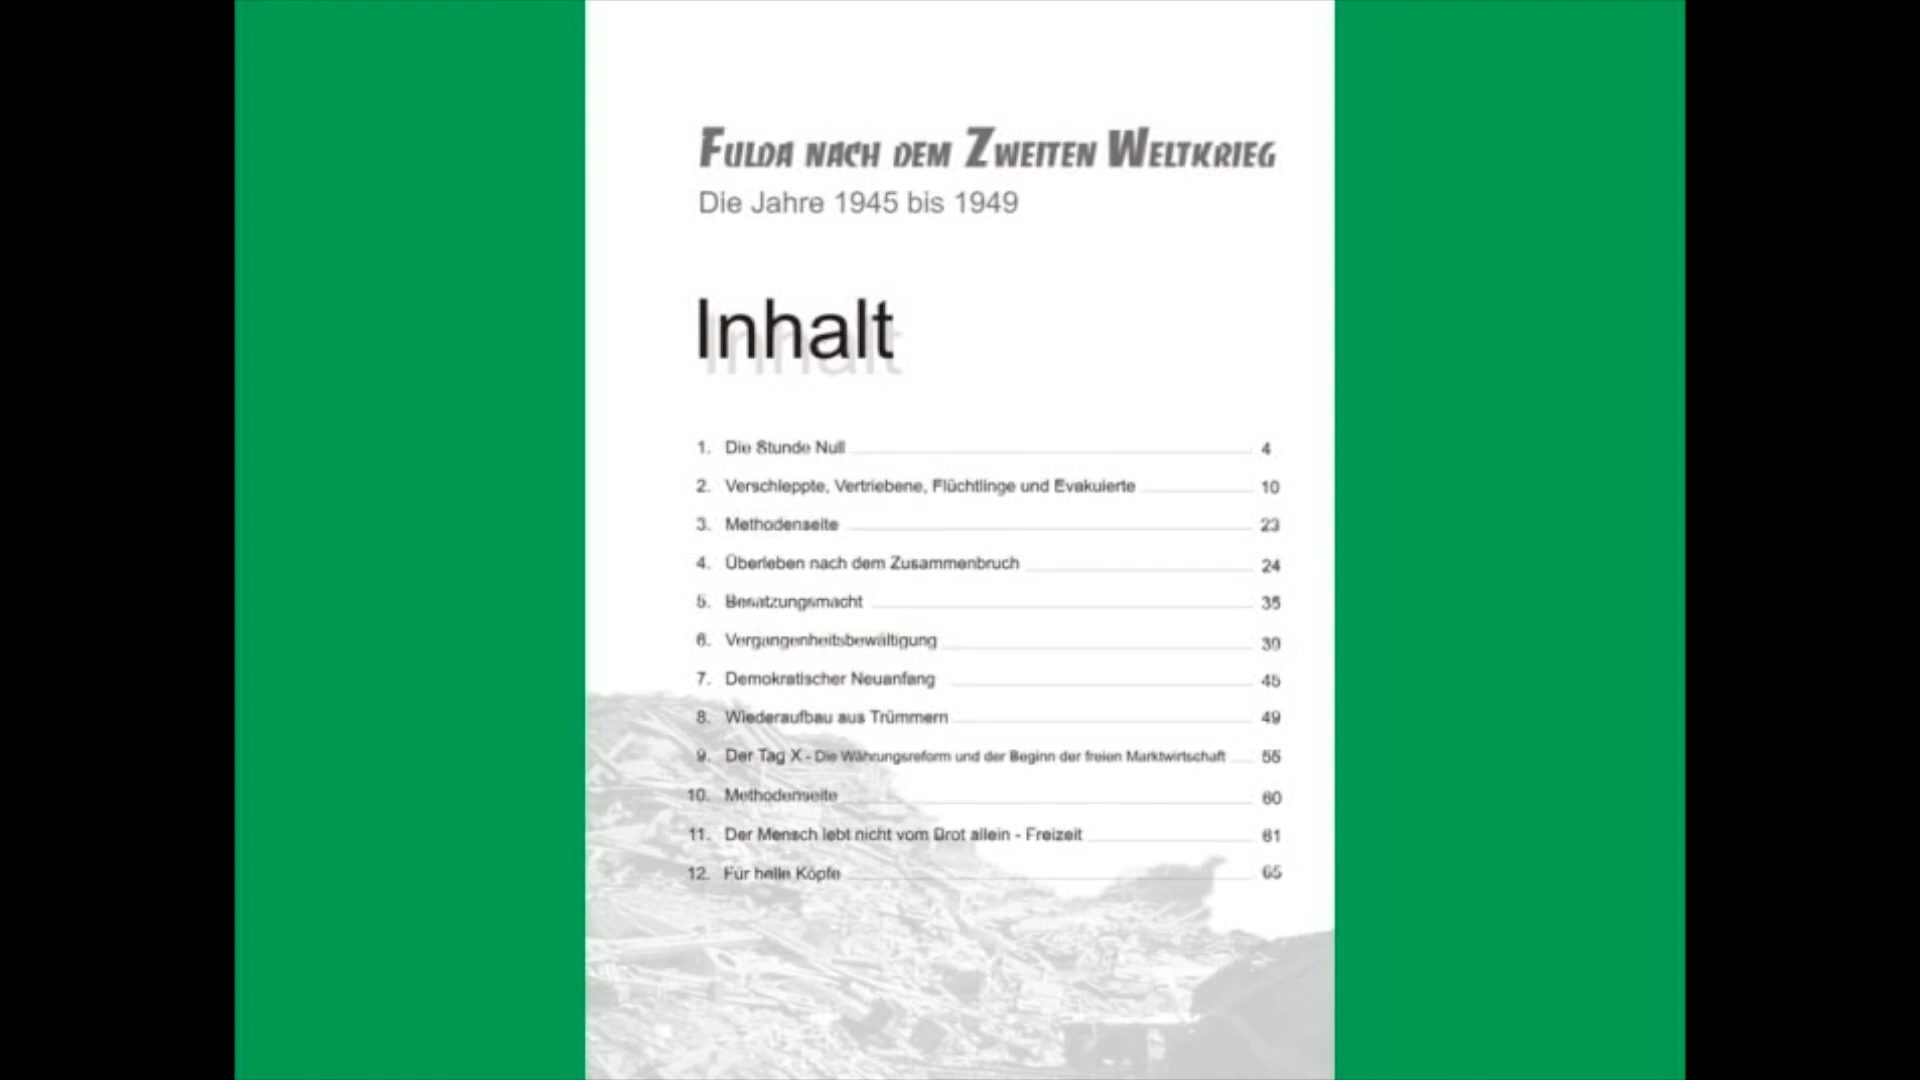 FULDA NACH DEM ZWEITEN WELTKRIEG
Die Jahre 1945 bis 1949
Inhalt
1. Die Stunde Null 4
2. Verschleppte, Vertriebene, Flüchtlinge und Evakuierte 10
3. Methodenseite 23
4. Überleben nach dem Zusammenbruch 24
5. Besatzungsmacht 35
6. Vergangenheitsbewältigung 39
7. Demokratischer Neuanfang 45
8. Wiederaufbau aus Trümmern 49
9. Der Tag X - Die Währungsreform und der Beginn der freien Marktwirtschaft 55
10. Methodenseite 60
11. Der Mensch lebt nicht vom Brot allein - Freizeit 61
12. Für helle Köpfe 65